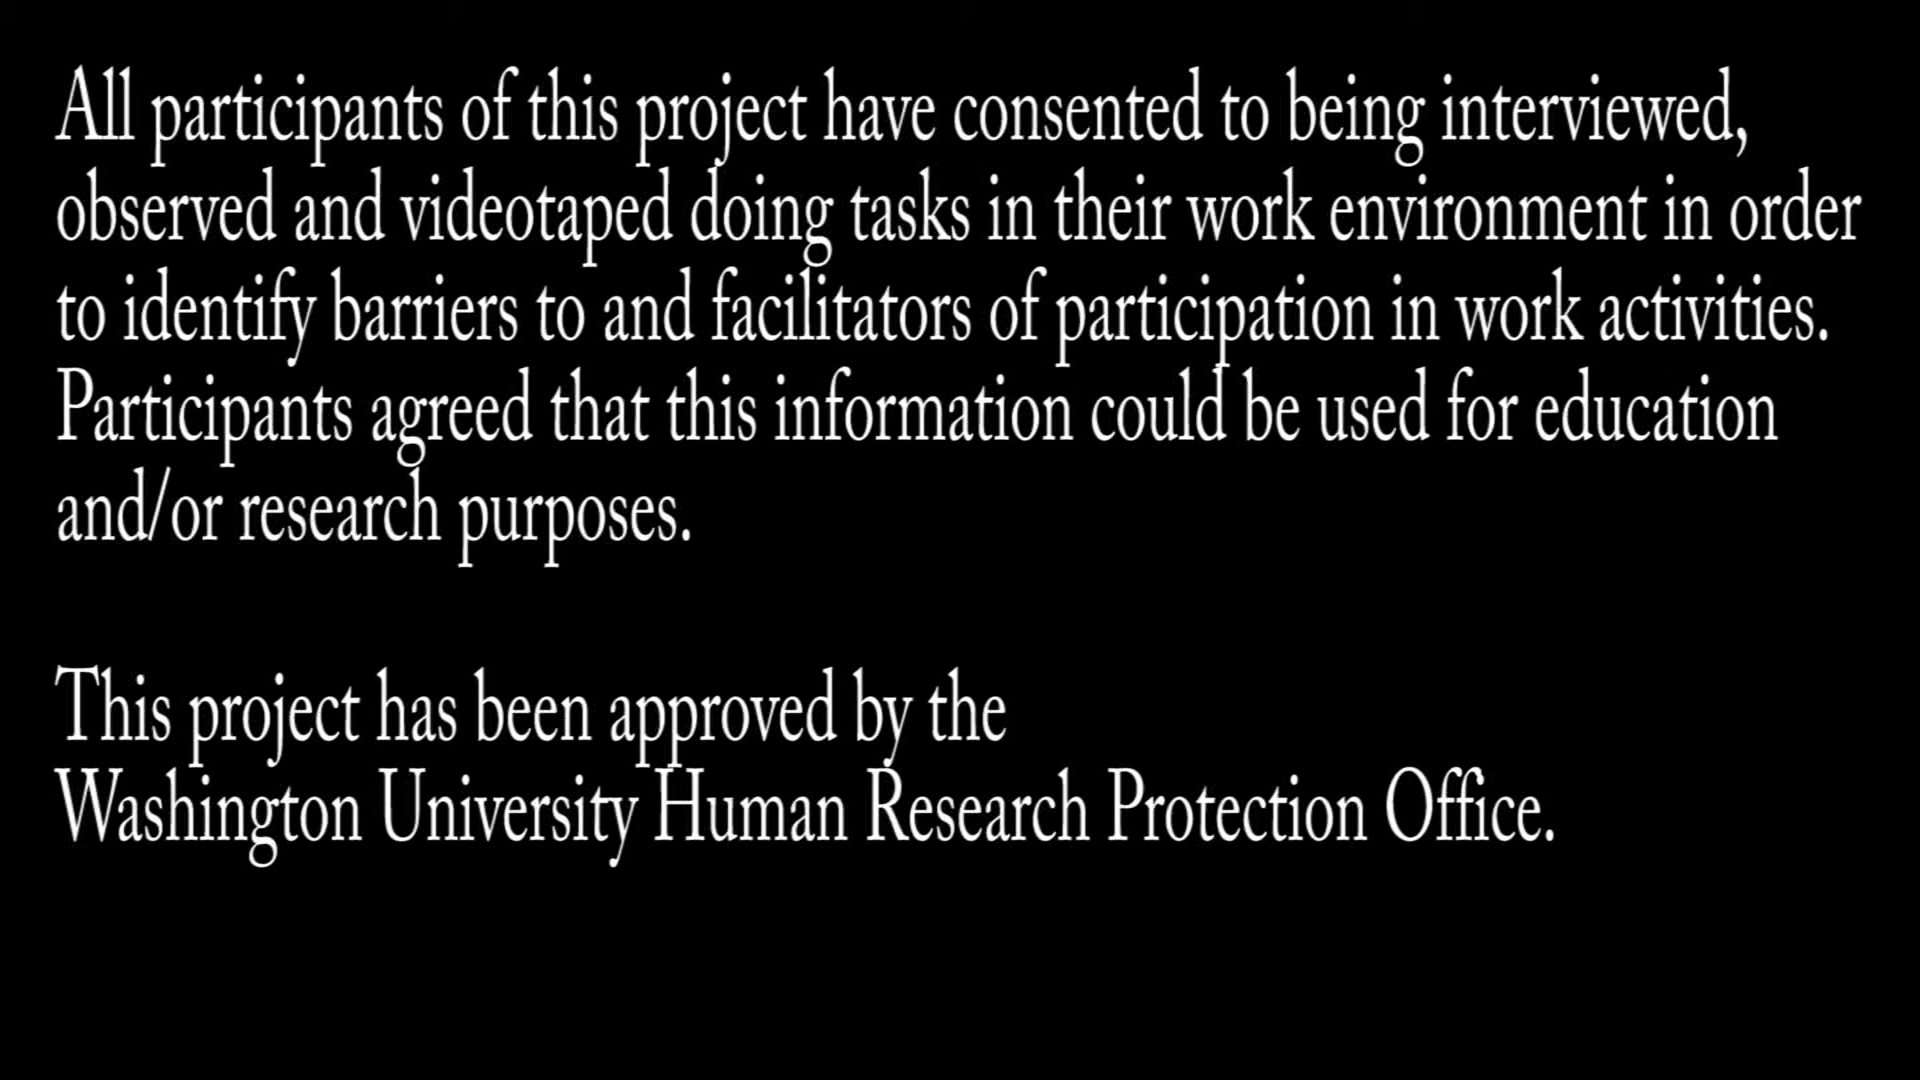 All participants of this project have consented to being interviewed,
observed and videotaped doing tasks in their work environment in order
to identify barriers to and facilitators of participation in work activities.
Participants agreed that this information could be used for education
and/or research purposes.
This project has been approved by the
Washington University Human Research Protection Office.